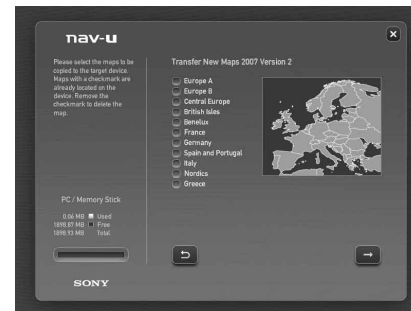 nav-u
Please select the maps to be
copied to the target device.
Maps with a checkmark are
already located on the
device. Remove the
checkmark to delete the
map.
Transfer New Maps 2007 Version 2
Europe A
Europe B
Central Europe
British Isles
Benelux
France
Germany
Spain and Portugal
Italy
Nordics
Greece
PC / Memory Stick
0.06 MB Used
1898.87 MB Free
1898.93 MB Total
SONY